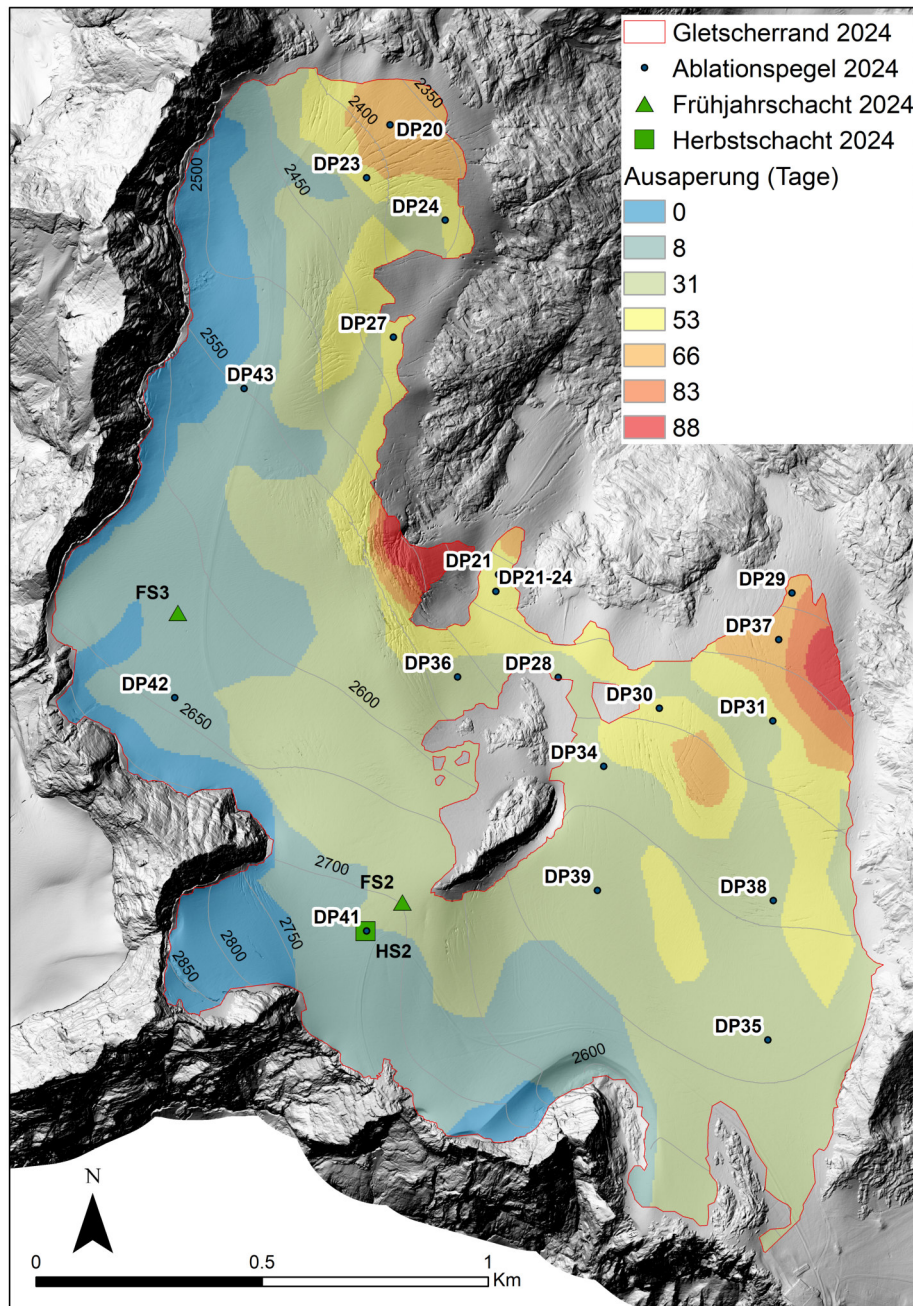 Gletscherrand 2024
Ablationspegel 2024
Frühjahrschacht 2024
Herbstschacht 2024
Ausaperung (Tage)
0
8
31
53
66
83
88
2350
2400
DP20
DP23
2500
2450
DP24
DP27
2550
DP43
DP21
DP21-24
DP29
FS3
DP37
DP36
DP28
DP42
2600
DP30
2650
DP31
DP34
2700
FS2
DP39
DP38
DP41
HS2
2750
2800
2850
DP35
2600
N
0 0.5 1
Km